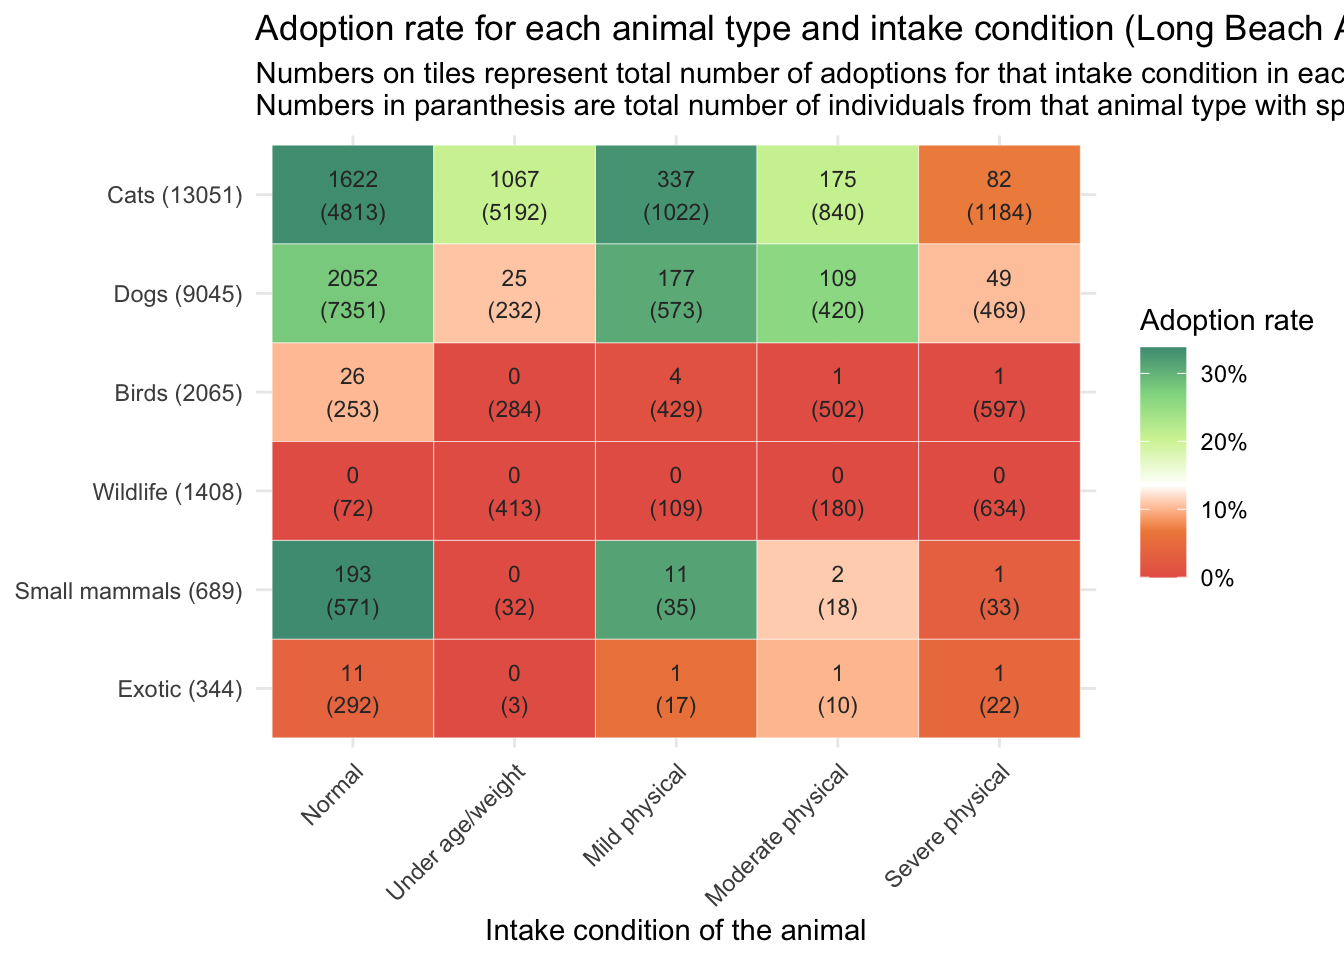 Adoption rate for each animal type and intake condition (Long Beach
Numbers on tiles represent total number of adoptions for that intake condition in
Numbers in paranthesis are total number of individuals from that animal type with
Cats (13051)
1622 1067 337 175 82
(4813) (5192) (1022) (840) (1184)
Dogs (9045)
2052 25 177 109 49
(7351) (232) (573) (420) (469)
Birds (2065)
26 0 4 1 1
(253) (284) (429) (502) (597)
Wildlife (1408)
0 0 0 0 0
(72) (413) (109) (180) (634)
Small mammals (689)
193 0 11 2 1
(571) (32) (35) (18) (33)
Exotic (344)
11 0 1 1 1
(292) (3) (17) (10) (22)
Normal
Under age/weight
Mild physical
Moderate physical
Severe physical
Intake condition of the animal
Adoption rate
30%
20%
10%
0%